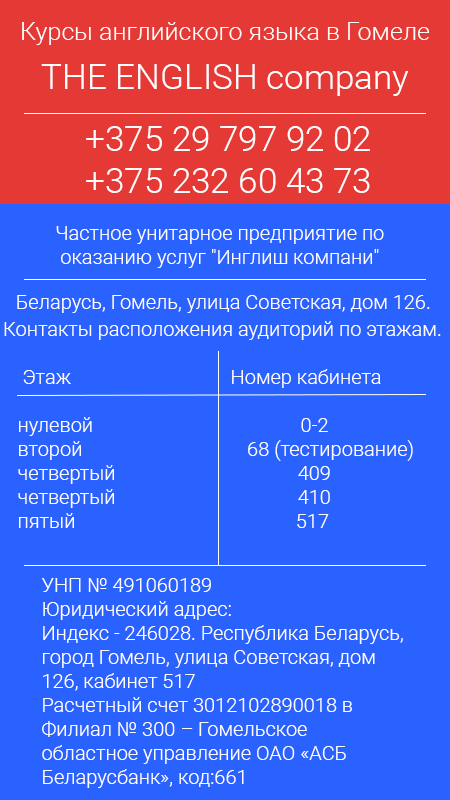 Курсы английского языка в Гомеле
THE ENGLISH company
+375 29 797 92 02
+375 232 60 43 73
Частное унитарное предприятие по
оказанию услуг "Инглиш компани"
Беларусь, Гомель, улица Советская, дом 126.
Контакты расположения аудиторий по этажам.
Этаж Номер кабинета
нулевой 0-2
второй 68 (тестирование)
четвертый 409
четвертый 410
пятый 517
УНП № 491060189
Юридический адрес:
Индекс - 246028. Республика Беларусь,
город Гомель, улица Советская, дом
126, кабинет 517
Расчетный счет 3012102890018 в
Филиал № 300 – Гомельское
областное управление ОАО «АСБ
Беларусбанк», код:661